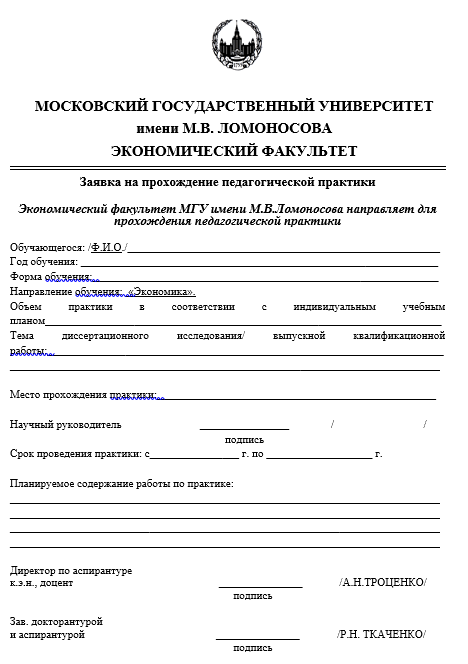 МОСКОВСКИЙ ГОСУДАРСТВЕННЫЙ УНИВЕРСИТЕТ
имени М.В. ЛОМОНОСОВА
ЭКОНОМИЧЕСКИЙ ФАКУЛЬТЕТ
Заявка на прохождение педагогической практики
Экономический факультет МГУ имени М.В.Ломоносова направляет для
прохождения педагогической практики
Обучающегося: /Ф.И.О./
Год обучения:
Форма обучения:
Направление обучения: «Экономика».
Объем практики в соответствии с индивидуальным учебным
планом
Тема диссертационного исследования/ выпускной квалификационной
работы:
Место прохождения практики:
Научный руководитель / /
подпись
Срок проведения практики: с г. по г.
Планируемое содержание работы по практике:
Директор по аспирантуре
к.э.н., доцент /А.Н.ТРОЦЕНКО/
подпись
Зав. докторантурой
и аспирантурой /Р.Н. ТКАЧЕНКО/
подпись